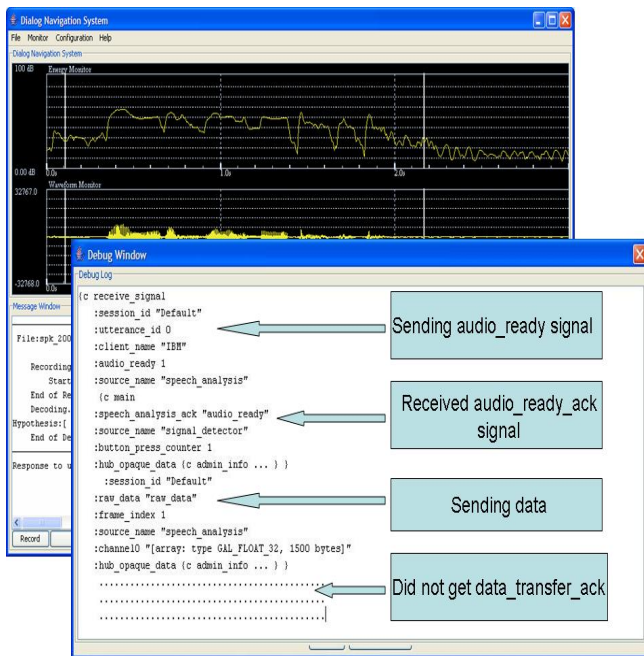 Dialog Navigation System
File Monitor Configuration Help
Dialog Navigation System
100 dB
Energy Monitor
0.00 dB
0.0s
1.0s
2.0s
32767.0
Waveform Monitor
-32768.0
0.0s
Message Window
File:spk_200
Recording
Start
End of Re
Decoding.
Hypothesis:[
End of De
Response to u
Record
Debug Window
Debug Log
(c receive_signal
:session_id "Default"
:utterance_id 0
:client_name "IBM"
:audio_ready 1
:source_name "speech_analysis"
(c main
:speech_analysis_ack "audio_ready"
:source_name "signal_detector"
:button_press_counter 1
:hub_opaque_data (c admin_info ... ) }
:session_id "Default"
:raw_data "raw_data"
:frame_index 1
:source_name "speech_analysis"
:channel0 "[array: type GAL_FLOAT_32, 1500 bytes]"
:hub_opaque_data (c admin_info ... ) }
............................................
............................................
............................................
Sending audio_ready signal
Received audio_ready_ack
signal
Sending data
Did not get data_transfer_ack